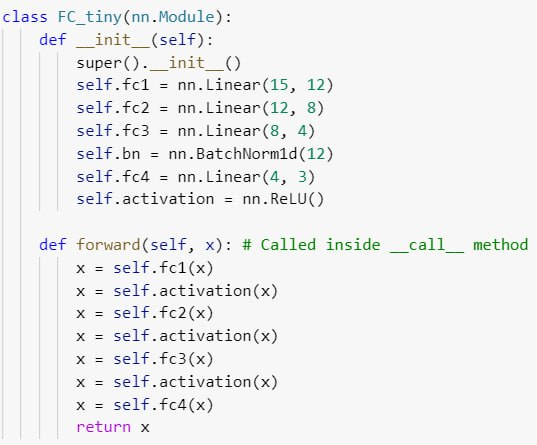 class FC_tiny(nn.Module):
    def __init__(self):
        super().__init__()
        self.fc1 = nn.Linear(15, 12)
        self.fc2 = nn.Linear(12, 8)
        self.fc3 = nn.Linear(8, 4)
        self.bn = nn.BatchNorm1d(12)
        self.fc4 = nn.Linear(4, 3)
        self.activation = nn.ReLU()

    def forward(self, x): # Called inside __call__ method
        x = self.fc1(x)
        x = self.activation(x)
        x = self.fc2(x)
        x = self.activation(x)
        x = self.fc3(x)
        x = self.activation(x)
        x = self.fc4(x)
        return x